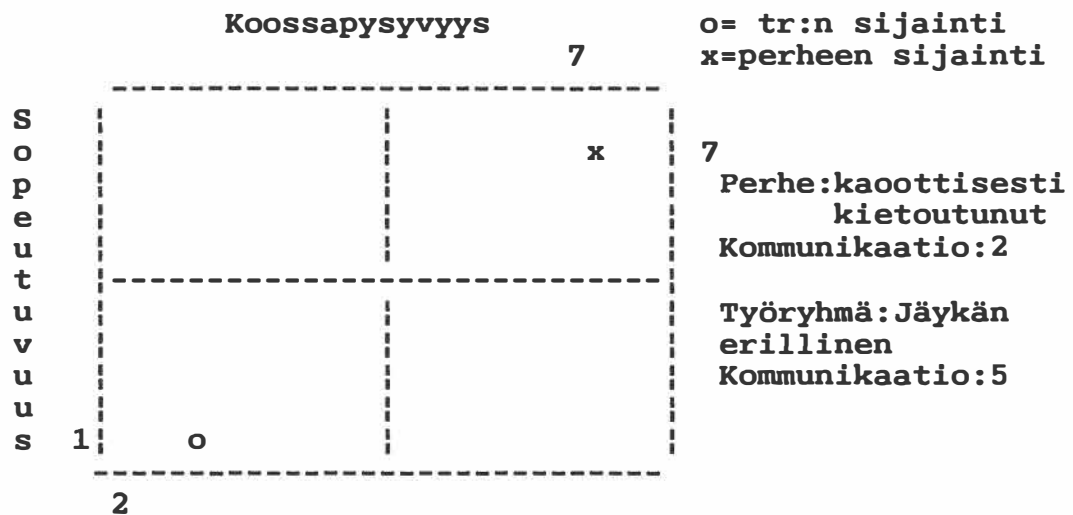 Koossapysyvyys
o= tr:n sijainti
7
x=perheen sijainti
Sopeutuvuus
x
7
Perhe:kaoottisesti
kietoutunut
Kommunikaatio:2
Työryhmä:Jäykän
erillinen
Kommunikaatio:5
1
o
2